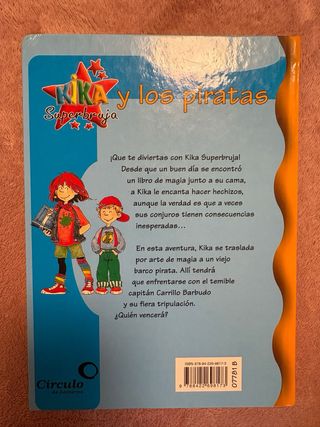 KIKA
Superbruja
y los piratas
¡Que te diviertas con Kika Superbruja!
Desde que un buen día se encontró
un libro de magia junto a su cama,
a Kika le encanta hacer hechizos,
aunque la verdad es que a veces
sus conjuros tienen consecuencias
inesperadas...
En esta aventura, Kika se traslada
por arte de magia a un viejo
barco pirata. Allí tendrá
que enfrentarse con el temible
capitán Carrillo Barbudo
y su fiera tripulación.
¿Quién vencerá?
Círculo
de Lectores
07781 B